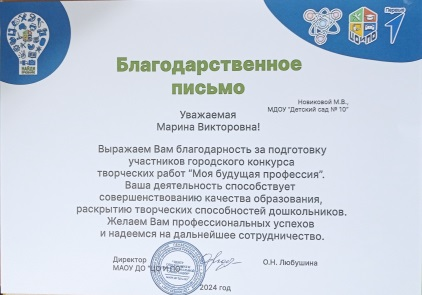 Первые
Благодарственное
письмо
Новиковой М.В.,
МДОУ "Детский сад № 10"
Уважаемая
Марина Викторовна!
Выражаем Вам благодарность за подготовку
участников городского конкурса
творческих работ "Моя будущая профессия".
Ваша деятельность способствует
совершенствованию качества образования,
раскрытию творческих способностей дошкольников.
Желаем Вам профессиональных успехов
и надеемся на дальнейшее сотрудничество.
Директор
МАОУ ДО "ЦО и ПО"
О.Н. Любушина
2024 год